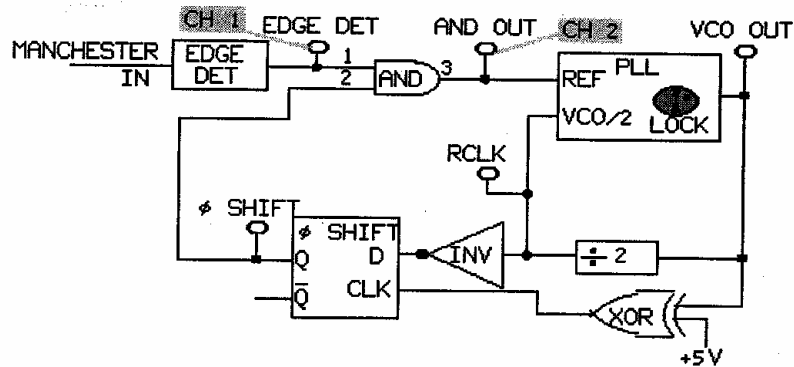 CH 1 EDGE DET AND OUT CH 2 VCO OUT
MANCHESTER IN
EDGE DET
1
2
AND
3
PLL
REF
VCO/2
LOCK
RCLK
ø SHIFT
ø SHIFT
Q
D
Q̅
CLK
INV
÷ 2
XOR
+5V